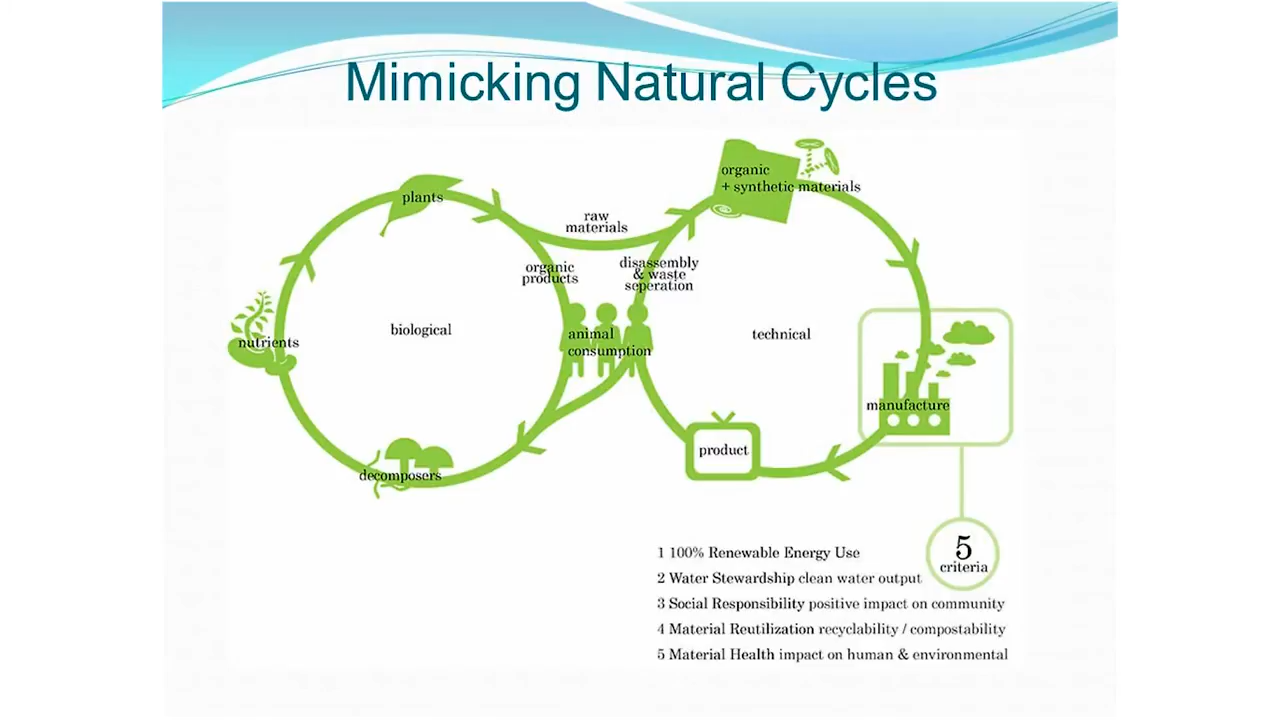 Mimicking Natural Cycles
plants
raw
materials
organic
+ synthetic materials
organic
products
disassembly
& waste
seperation
nutrients
biological
animal
consumption
technical
manufacture
product
decomposers
5
criteria
1 100% Renewable Energy Use
2 Water Stewardship clean water output
3 Social Responsibility positive impact on community
4 Material Reutilization recyclability / compostability
5 Material Health impact on human & environmental